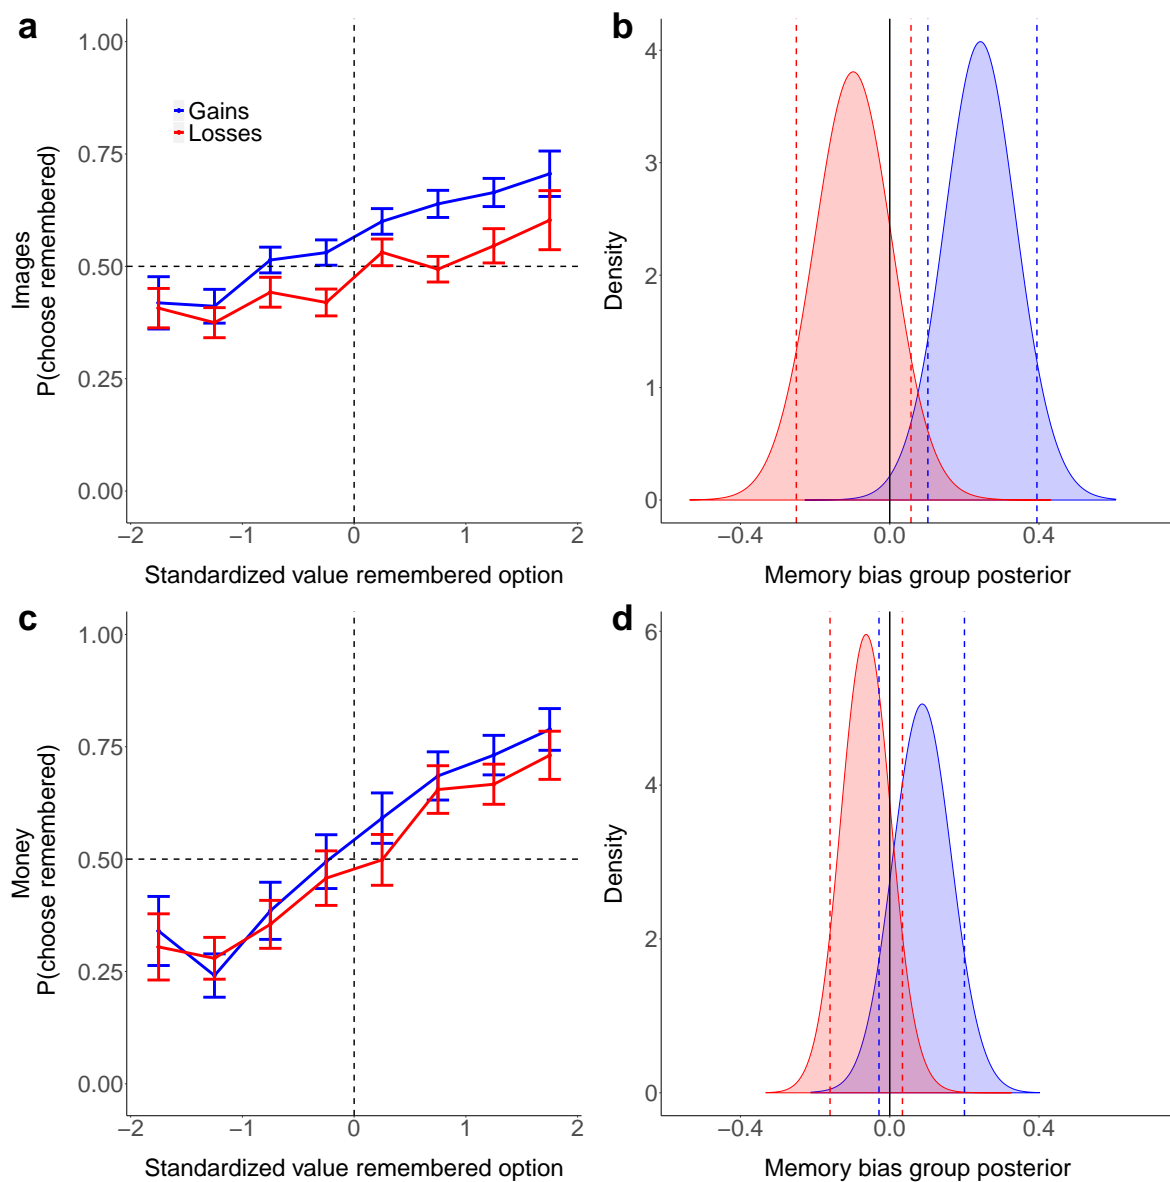 a
1.00
0.75
0.50
0.25
0.00
Images
P(choose remembered)
Gains
Losses
−2
−1
0
1
2
Standardized value remembered option
b
4
3
2
1
0
Density
−0.4
0.0
0.4
Memory bias group posterior
c
1.00
0.75
0.50
0.25
0.00
Money
P(choose remembered)
−2
−1
0
1
2
Standardized value remembered option
d
6
4
2
0
Density
−0.4
0.0
0.4
Memory bias group posterior